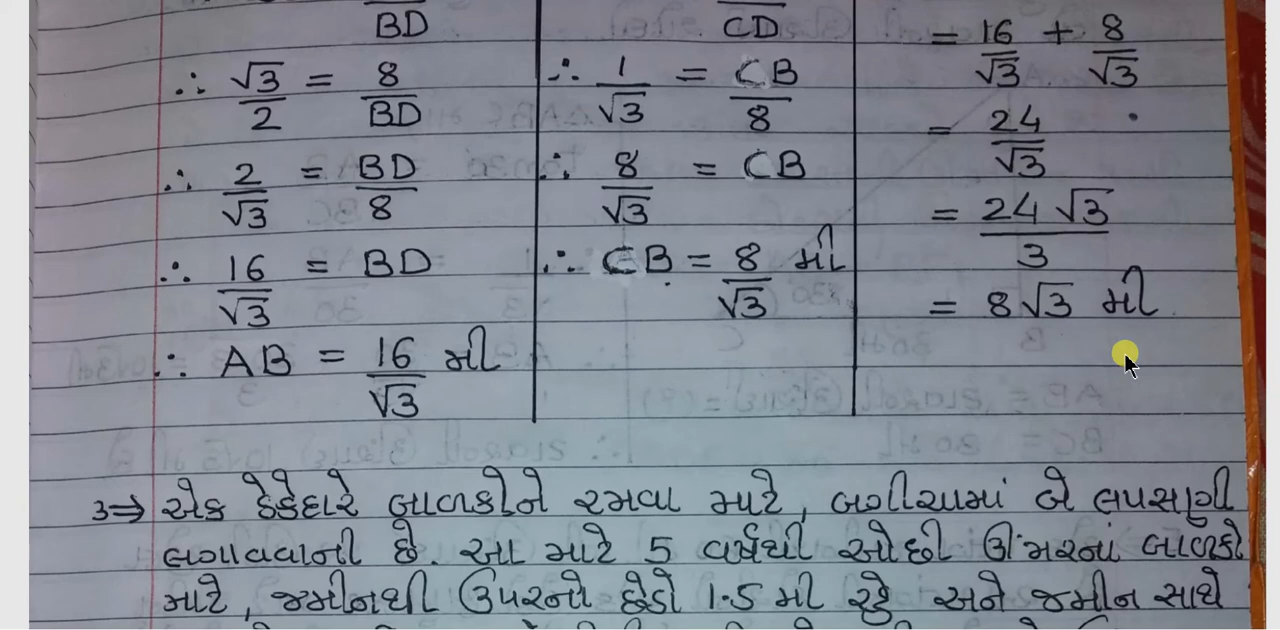 BD
∴ √3/2 = 8/BD
∴ 2/√3 = BD/8
∴ 16/√3 = BD
∴ AB = 16/√3 મી
CD
∴ 1/√3 = CB/8
∴ 8/√3 = CB
∴ CB = 8/√3 મી
= 16/√3 + 8/√3
= 24/√3
= 24√3/3
= 8√3 મી
૩⇒ એક ઠેકેદારે બાળકોને રમવા માટે, બગીચામાં બે લપસણી
લગાવવાની છે. આ માટે 5 વર્ષથી ઓછી ઊંમરનાં બાળકો
માટે, જમીનથી ઉપરનો છેડો 1.5 મી રહે અને જમીન સાથે